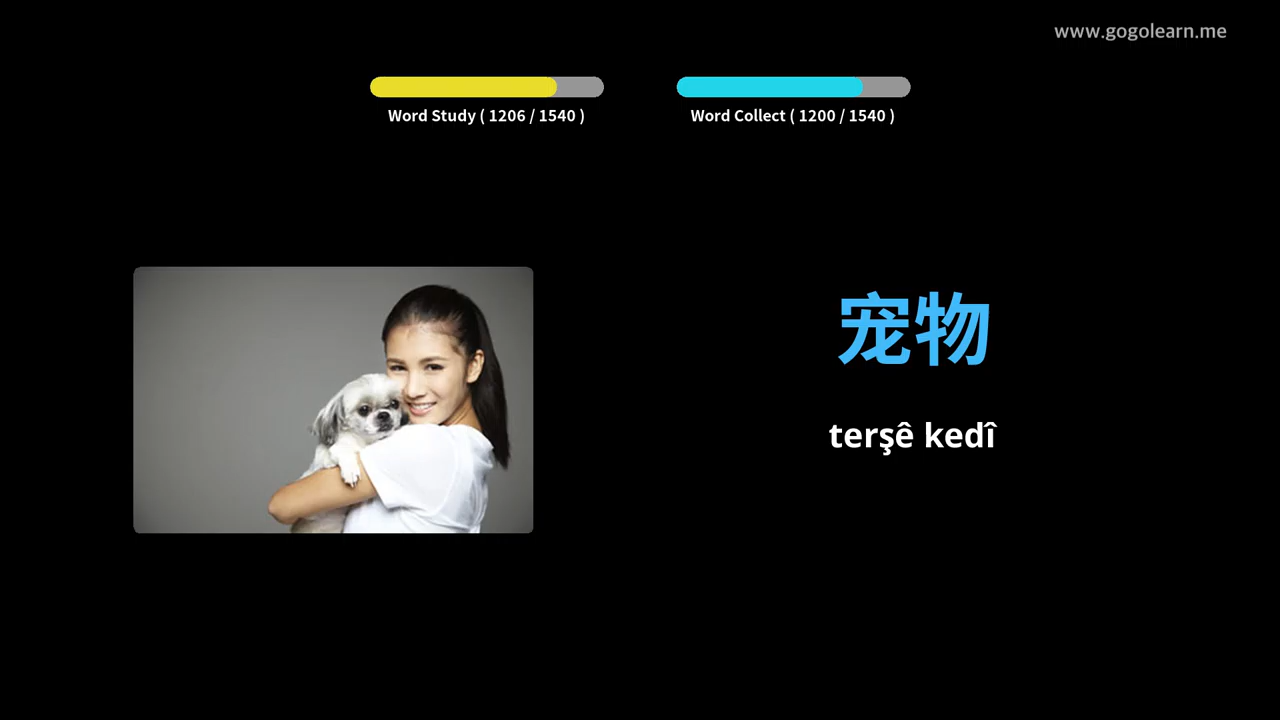 www.gogolearn.me
Word Study ( 1206 / 1540 )
Word Collect ( 1200 / 1540 )
宠物
terşê kedî